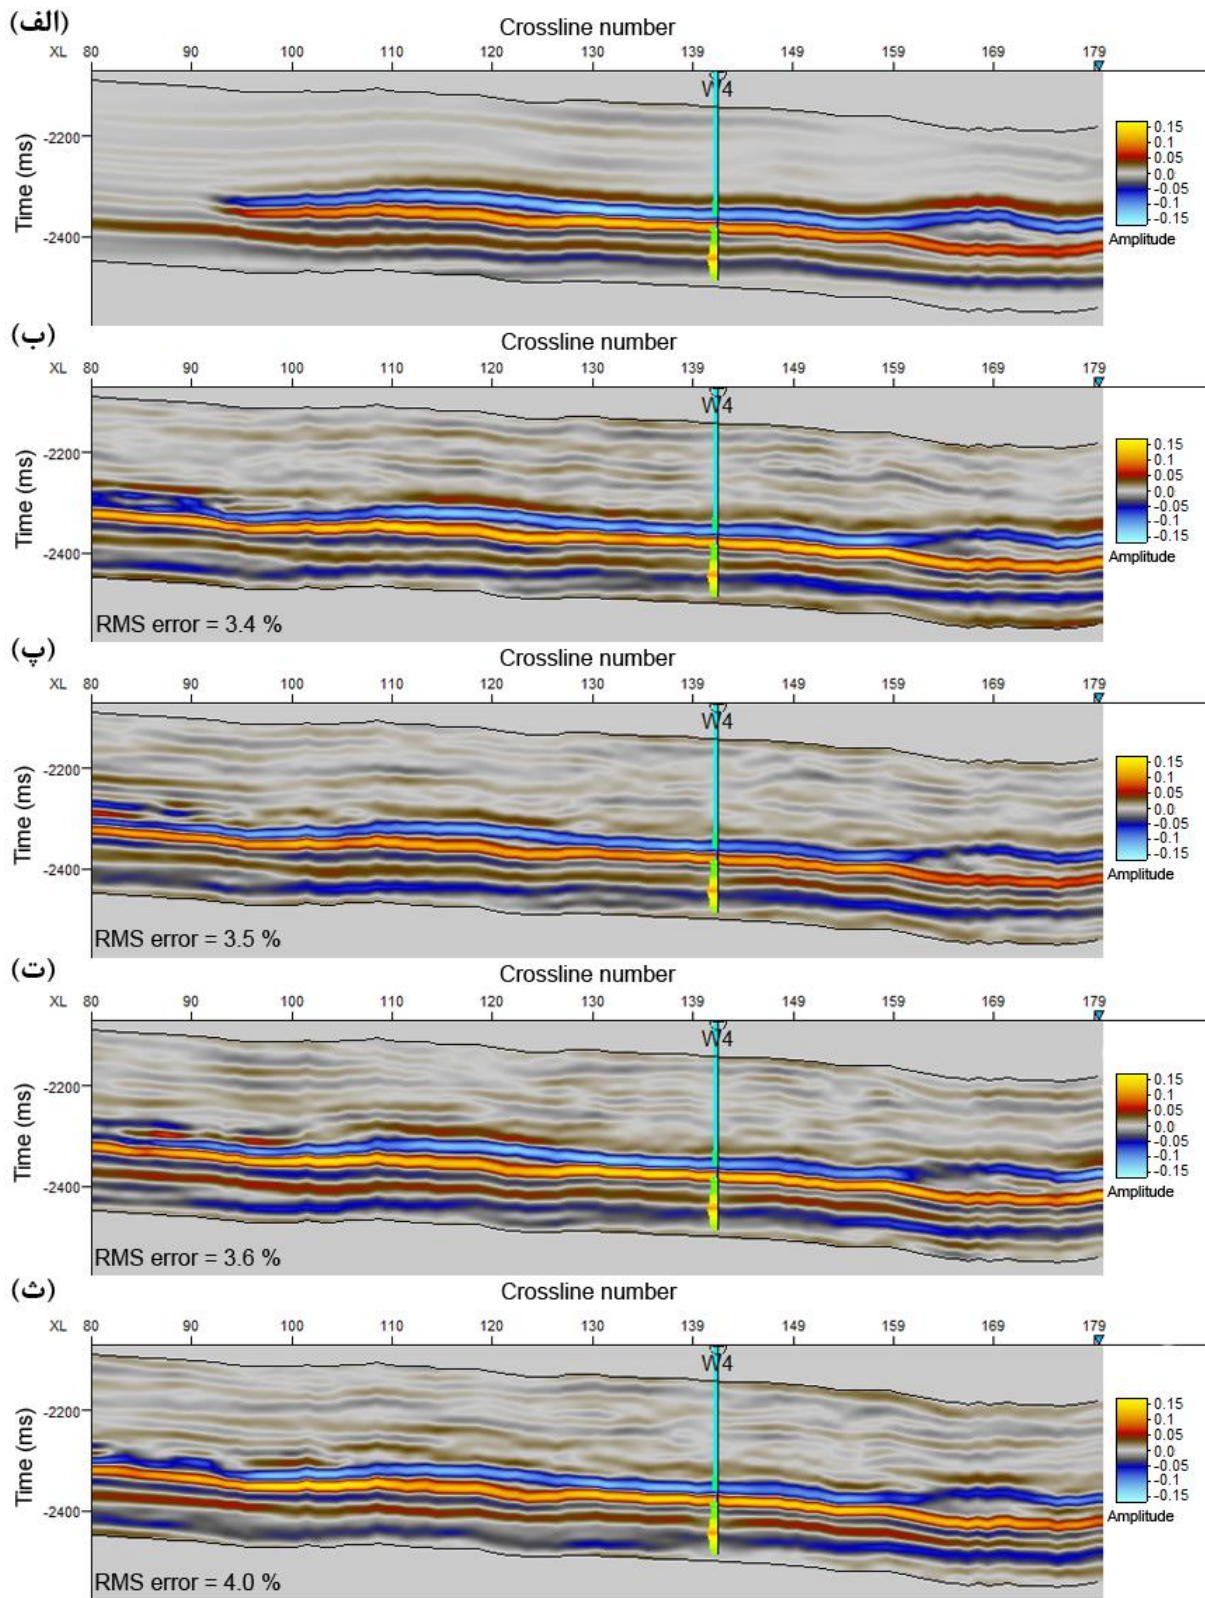 (الف)
Crossline number
XL 80 90 100 110 120 130 139 149 159 169 179
W4
Time (ms)
-2200
-2400
0.15
0.1
0.05
0.0
-0.05
-0.1
-0.15
Amplitude
(ب)
Crossline number
XL 80 90 100 110 120 130 139 149 159 169 179
W4
Time (ms)
-2200
-2400
0.15
0.1
0.05
0.0
-0.05
-0.1
-0.15
Amplitude
RMS error = 3.4 %
(پ)
Crossline number
XL 80 90 100 110 120 130 139 149 159 169 179
W4
Time (ms)
-2200
-2400
0.15
0.1
0.05
0.0
-0.05
-0.1
-0.15
Amplitude
RMS error = 3.5 %
(ت)
Crossline number
XL 80 90 100 110 120 130 139 149 159 169 179
W4
Time (ms)
-2200
-2400
0.15
0.1
0.05
0.0
-0.05
-0.1
-0.15
Amplitude
RMS error = 3.6 %
(ث)
Crossline number
XL 80 90 100 110 120 130 139 149 159 169 179
W4
Time (ms)
-2200
-2400
0.15
0.1
0.05
0.0
-0.05
-0.1
-0.15
Amplitude
RMS error = 4.0 %